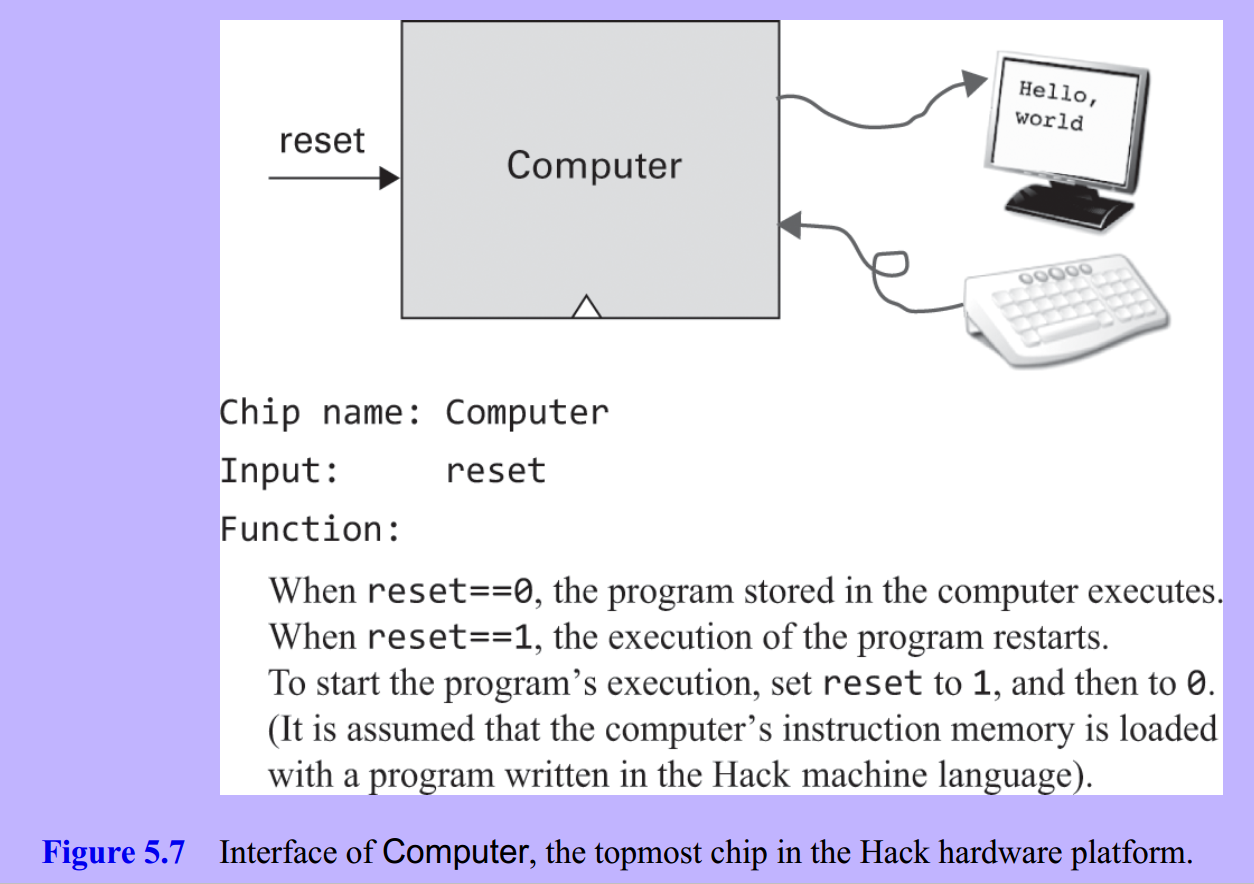 reset
Computer
Hello,
world
Chip name: Computer
Input: reset
Function:
When reset==0, the program stored in the computer executes.
When reset==1, the execution of the program restarts.
To start the program’s execution, set reset to 1, and then to 0.
(It is assumed that the computer’s instruction memory is loaded
with a program written in the Hack machine language).
Figure 5.7 Interface of Computer, the topmost chip in the Hack hardware platform.